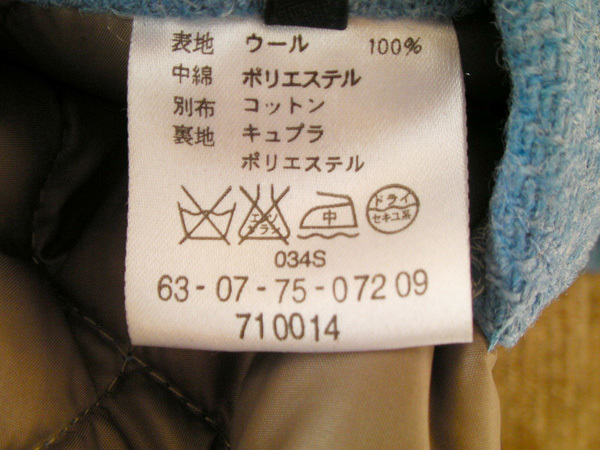 表地 ウール 100%
中綿 ポリエステル
別布 コットン
裏地 キュプラ
ポリエステル
エンソ サラシ 中 ドライ セキユ系
034S
63-07-75-07209
710014